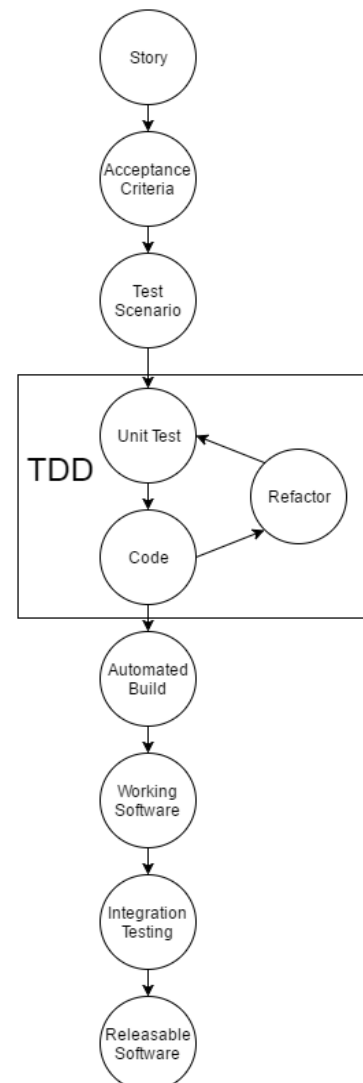 Story
Acceptance
Criteria
Test
Scenario
Unit Test
TDD
Refactor
Code
Automated
Build
Working
Software
Integration
Testing
Releasable
Software